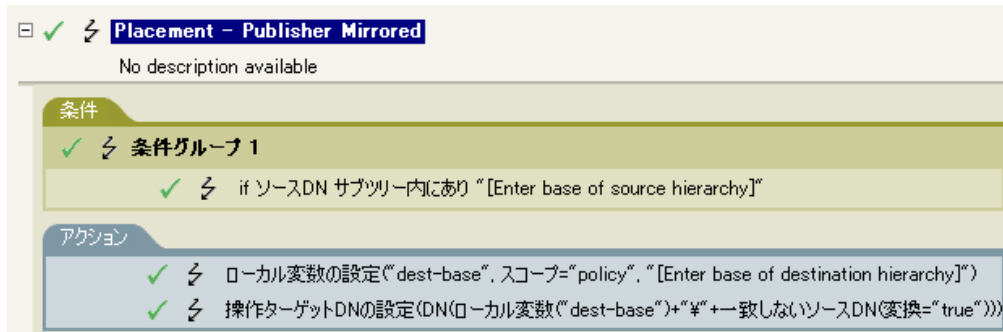 Placement - Publisher Mirrored
No description available
条件
条件グループ 1
if ソースDN サブツリー内にあり "[Enter base of source hierarchy]"
アクション
ローカル変数の設定("dest-base", スコープ="policy", "[Enter base of destination hierarchy]")
操作ターゲットDNの設定(DN(ローカル変数("dest-base")+"¥"+一致しないソースDN(変換="true")))